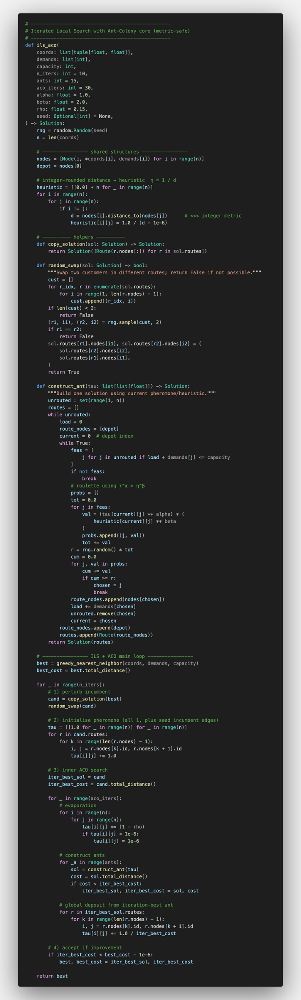 # -------------------------------------------------
# Iterated Local Search with Ant-Colony core (metric-safe)
# -------------------------------------------------
def ils_aco(
    coords: list[tuple[float, float]],
    demands: list[int],
    capacity: int,
    n_iters: int = 10,
    ants: int = 15,
    aco_iters: int = 30,
    alpha: float = 1.0,
    beta: float = 2.0,
    rho: float = 0.15,
    seed: Optional[int] = None,
) -> Solution:
    rng = random.Random(seed)
    n = len(coords)

    # ---------------- shared structures ----------------
    nodes = [Node(i, *coords[i], demands[i]) for i in range(n)]
    depot = nodes[0]

    # integer-rounded distance → heuristic  η = 1 / d
    heuristic = [[0.0] * n for _ in range(n)]
    for i in range(n):
        for j in range(n):
            if i != j:
                d = nodes[i].distance_to(nodes[j])      # <<< integer metric
                heuristic[i][j] = 1.0 / (d + 1e-6)

    # ---------- helpers ----------
    def copy_solution(sol: Solution) -> Solution:
        return Solution([Route(r.nodes[:]) for r in sol.routes])

    def random_swap(sol: Solution) -> bool:
        """Swap two customers in different routes; return False if not possible."""
        cust = []
        for r_idx, r in enumerate(sol.routes):
            for i in range(1, len(r.nodes) - 1):
                cust.append((r_idx, i))
        if len(cust) < 2:
            return False
        (r1, i1), (r2, i2) = rng.sample(cust, 2)
        if r1 == r2:
            return False
        sol.routes[r1].nodes[i1], sol.routes[r2].nodes[i2] = (
            sol.routes[r2].nodes[i2],
            sol.routes[r1].nodes[i1],
        )
        return True

    def construct_ant(tau: list[list[float]]) -> Solution:
        """Build one solution using current pheromone/heuristic."""
        unrouted = set(range(1, n))
        routes = []
        while unrouted:
            load = 0
            route_nodes = [depot]
            current = 0  # depot index
            while True:
                feas = [
                    j for j in unrouted if load + demands[j] <= capacity
                ]
                if not feas:
                    break
                # roulette using τ^α * η^β
                probs = []
                tot = 0.0
                for j in feas:
                    val = (tau[current][j] ** alpha) * (
                        heuristic[current][j] ** beta
                    )
                    probs.append((j, val))
                    tot += val
                r = rng.random() * tot
                cum = 0.0
                for j, val in probs:
                    cum += val
                    if cum >= r:
                        chosen = j
                        break
                route_nodes.append(nodes[chosen])
                load += demands[chosen]
                unrouted.remove(chosen)
                current = chosen
            route_nodes.append(depot)
            routes.append(Route(route_nodes))
        return Solution(routes)

    # ---------------- ILS + ACO main loop ----------------
    best = greedy_nearest_neighbor(coords, demands, capacity)
    best_cost = best.total_distance()

    for _ in range(n_iters):
        # 1) perturb incumbent
        cand = copy_solution(best)
        random_swap(cand)

        # 2) initialise pheromone (all 1, plus seed incumbent edges)
        tau = [[1.0 for _ in range(n)] for _ in range(n)]
        for r in cand.routes:
            for k in range(len(r.nodes) - 1):
                i, j = r.nodes[k].id, r.nodes[k + 1].id
                tau[i][j] += 1.0

        # 3) inner ACO search
        iter_best_sol = cand
        iter_best_cost = cand.total_distance()

        for _ in range(aco_iters):
            # evaporation
            for i in range(n):
                for j in range(n):
                    tau[i][j] *= (1 - rho)
                    if tau[i][j] < 1e-6:
                        tau[i][j] = 1e-6

            # construct ants
            for _a in range(ants):
                sol = construct_ant(tau)
                cost = sol.total_distance()
                if cost < iter_best_cost:
                    iter_best_sol, iter_best_cost = sol, cost

            # global deposit from iteration-best ant
            for r in iter_best_sol.routes:
                for k in range(len(r.nodes) - 1):
                    i, j = r.nodes[k].id, r.nodes[k + 1].id
                    tau[i][j] += 1.0 / iter_best_cost

        # 4) accept if improvement
        if iter_best_cost < best_cost - 1e-6:
            best, best_cost = iter_best_sol, iter_best_cost

    return best